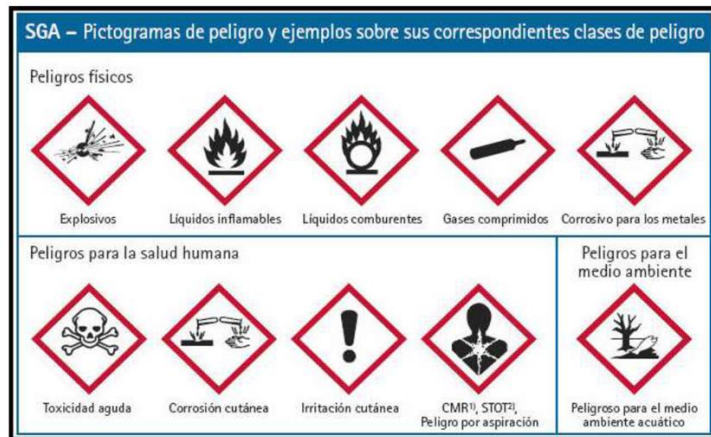 SGA – Pictogramas de peligro y ejemplos sobre sus correspondientes clases de peligro
Peligros físicos
Explosivos
Líquidos inflamables
Líquidos comburentes
Gases comprimidos
Corrosivo para los metales
Peligros para la salud humana
Peligros para el
medio ambiente
Toxicidad aguda
Corrosión cutánea
Irritación cutánea
CMR¹⁾, STOT²⁾,
Peligro por aspiración
Peligroso para el medio
ambiente acuático